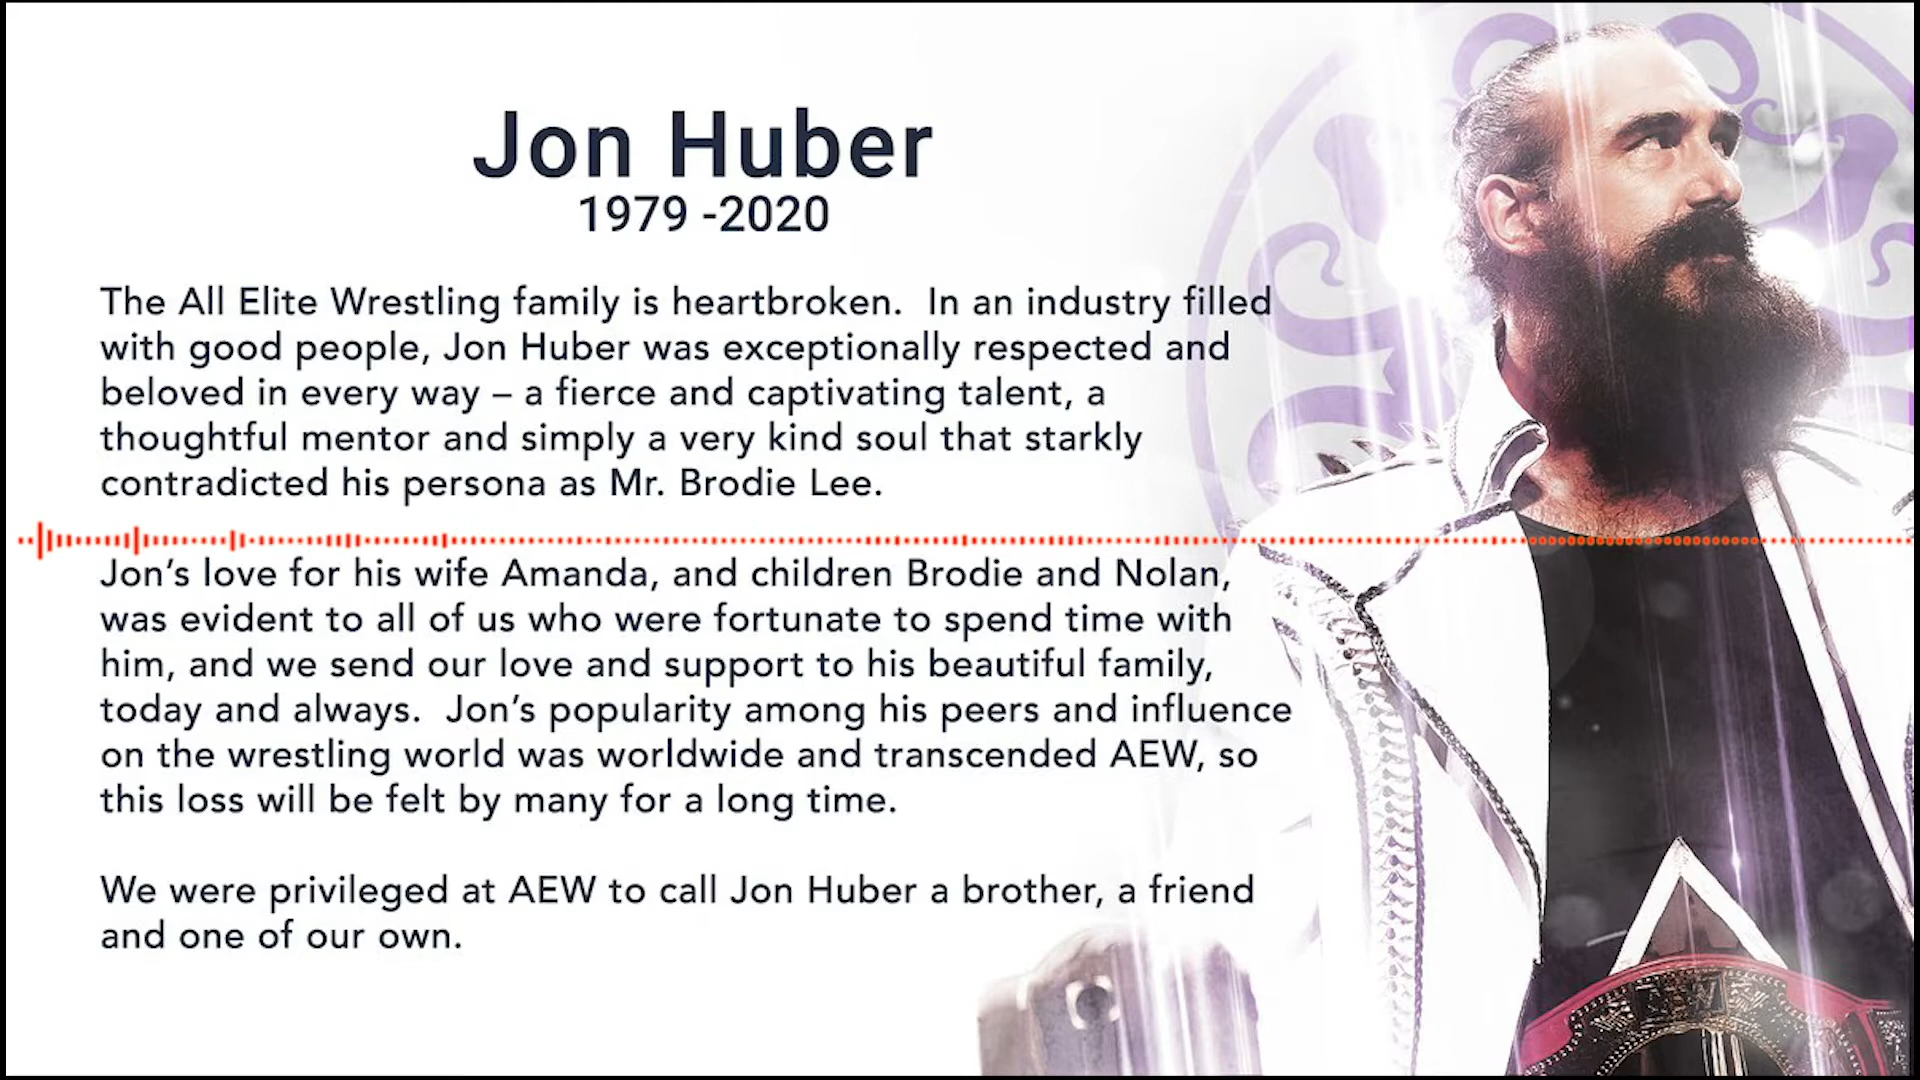 Jon Huber
1979 -2020
The All Elite Wrestling family is heartbroken.  In an industry filled
with good people, Jon Huber was exceptionally respected and
beloved in every way – a fierce and captivating talent, a
thoughtful mentor and simply a very kind soul that starkly
contradicted his persona as Mr. Brodie Lee.
Jon’s love for his wife Amanda, and children Brodie and Nolan,
was evident to all of us who were fortunate to spend time with
him, and we send our love and support to his beautiful family,
today and always.  Jon’s popularity among his peers and influence
on the wrestling world was worldwide and transcended AEW, so
this loss will be felt by many for a long time.
We were privileged at AEW to call Jon Huber a brother, a friend
and one of our own.